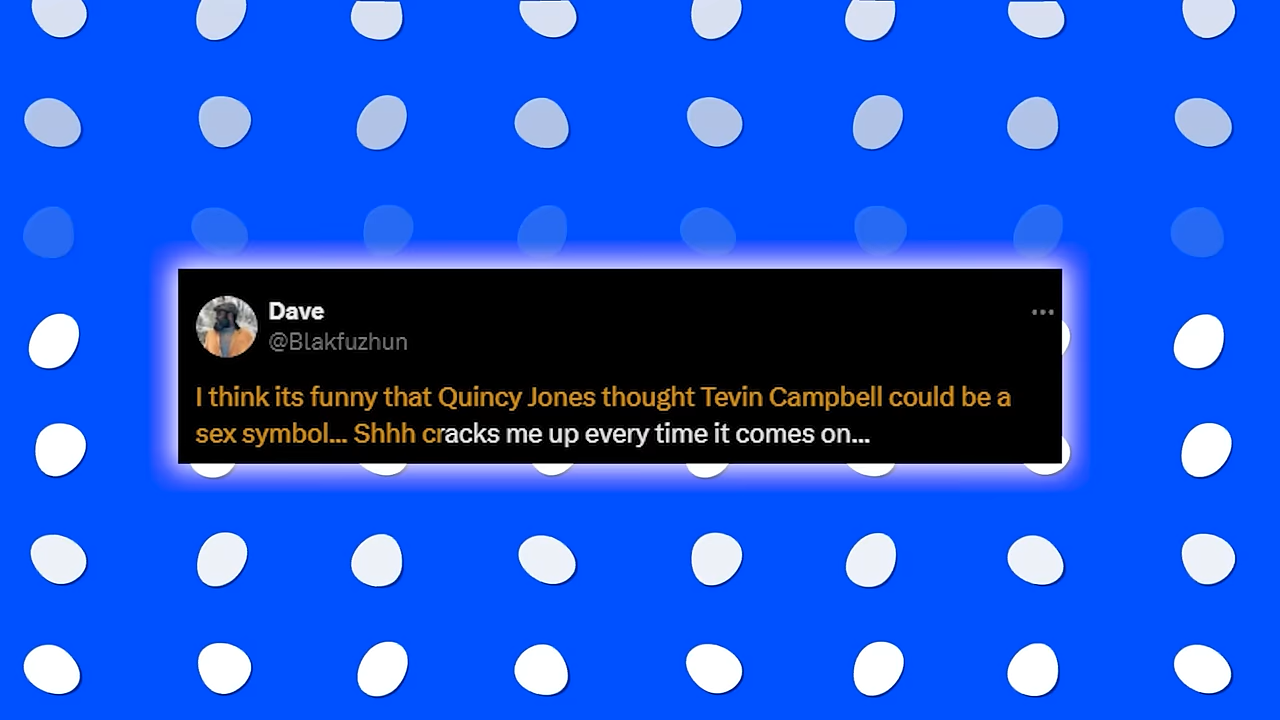 Dave
@Blakfuzhun
I think its funny that Quincy Jones thought Tevin Campbell could be a
sex symbol... Shhh cracks me up every time it comes on...